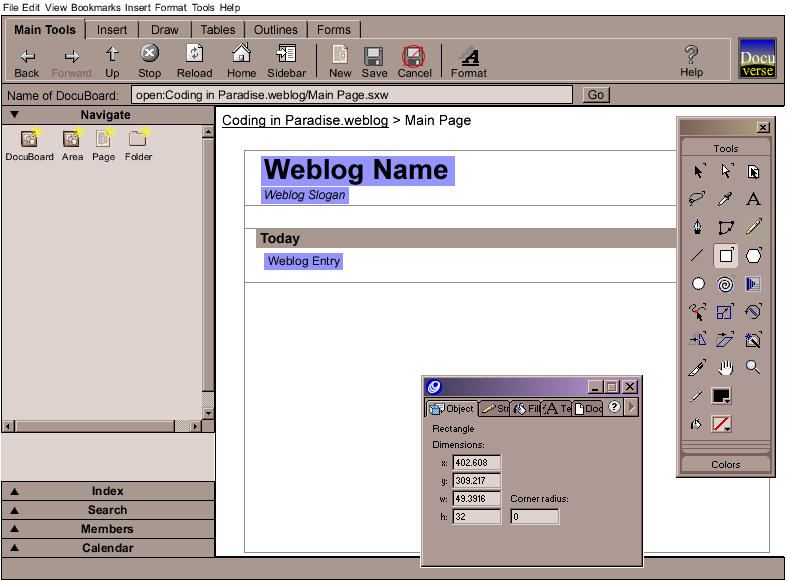 File Edit View Bookmarks Insert Format Tools Help
Main Tools Insert Draw Tables Outlines Forms
Back Forward Up Stop Reload Home Sidebar New Save Cancel Format Help
Docu
verse
Name of DocuBoard: open:Coding in Paradise.weblog/Main Page.sxw Go
Navigate
DocuBoard Area Page Folder
Index
Search
Members
Calendar
Coding in Paradise.weblog > Main Page
Weblog Name
Weblog Slogan
Today
Weblog Entry
Object Str Fill Te Doc ?
Rectangle
Dimensions:
x: 402.608
y: 309.217
w: 49.3916 Corner radius:
h: 32 0
Tools
A
Colors